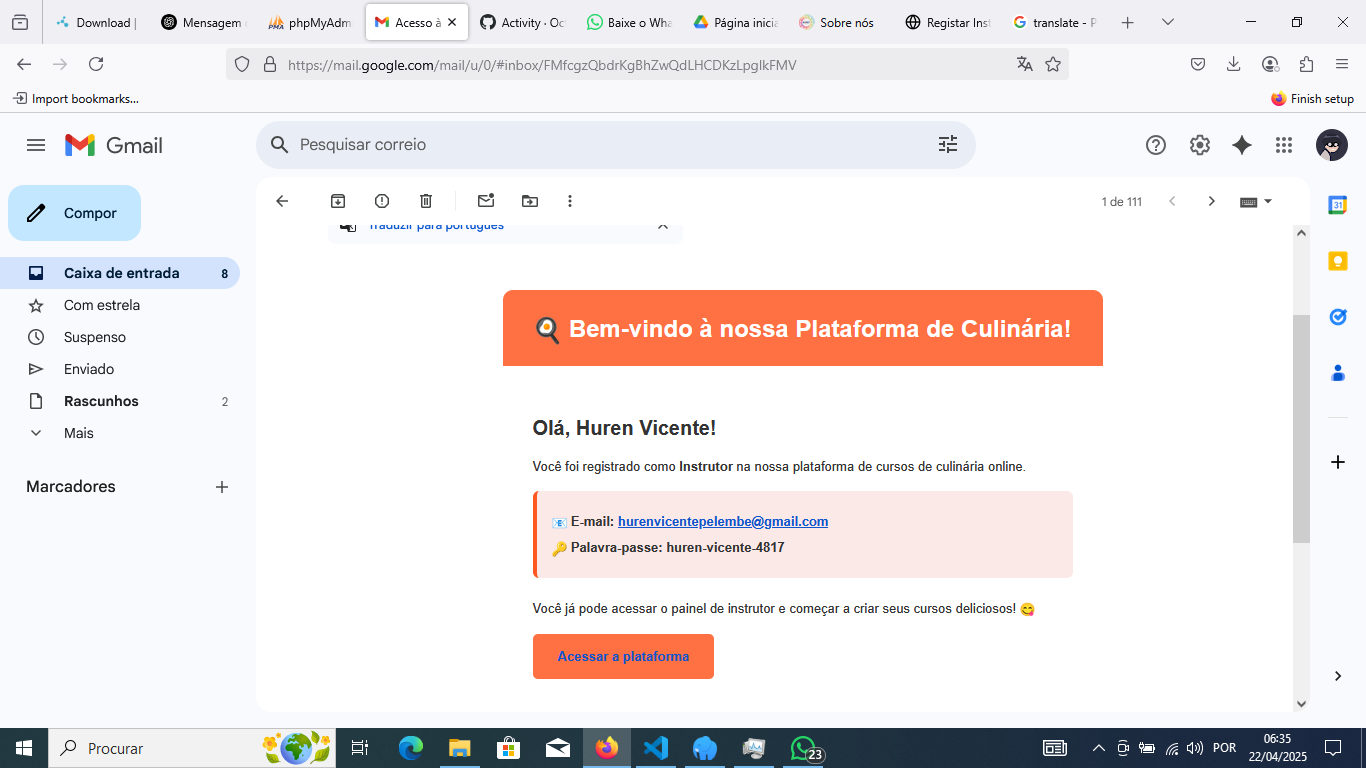 Download |
Mensagem
phpMyAdm
Acesso à
Activity · Oct
Baixe o Wha
Página inicia
Sobre nós
Registar Inst
translate - P
https://mail.google.com/mail/u/0/#inbox/FMfcgzQbdrKgBhZwQdLHCDKzLpglkFMV
Import bookmarks...
Finish setup
Gmail
Pesquisar correio
Compor
1 de 111
Traduzir para português
Caixa de entrada 8
Com estrela
Suspenso
Enviado
Rascunhos 2
Mais
Marcadores
Bem-vindo à nossa Plataforma de Culinária!
Olá, Huren Vicente!
Você foi registrado como Instrutor na nossa plataforma de cursos de culinária online.
E-mail: hurenvicentepelembe@gmail.com
Palavra-passe: huren-vicente-4817
Você já pode acessar o painel de instrutor e começar a criar seus cursos deliciosos! 😋
Acessar a plataforma
31
Procurar
23
POR
06:35
22/04/2025